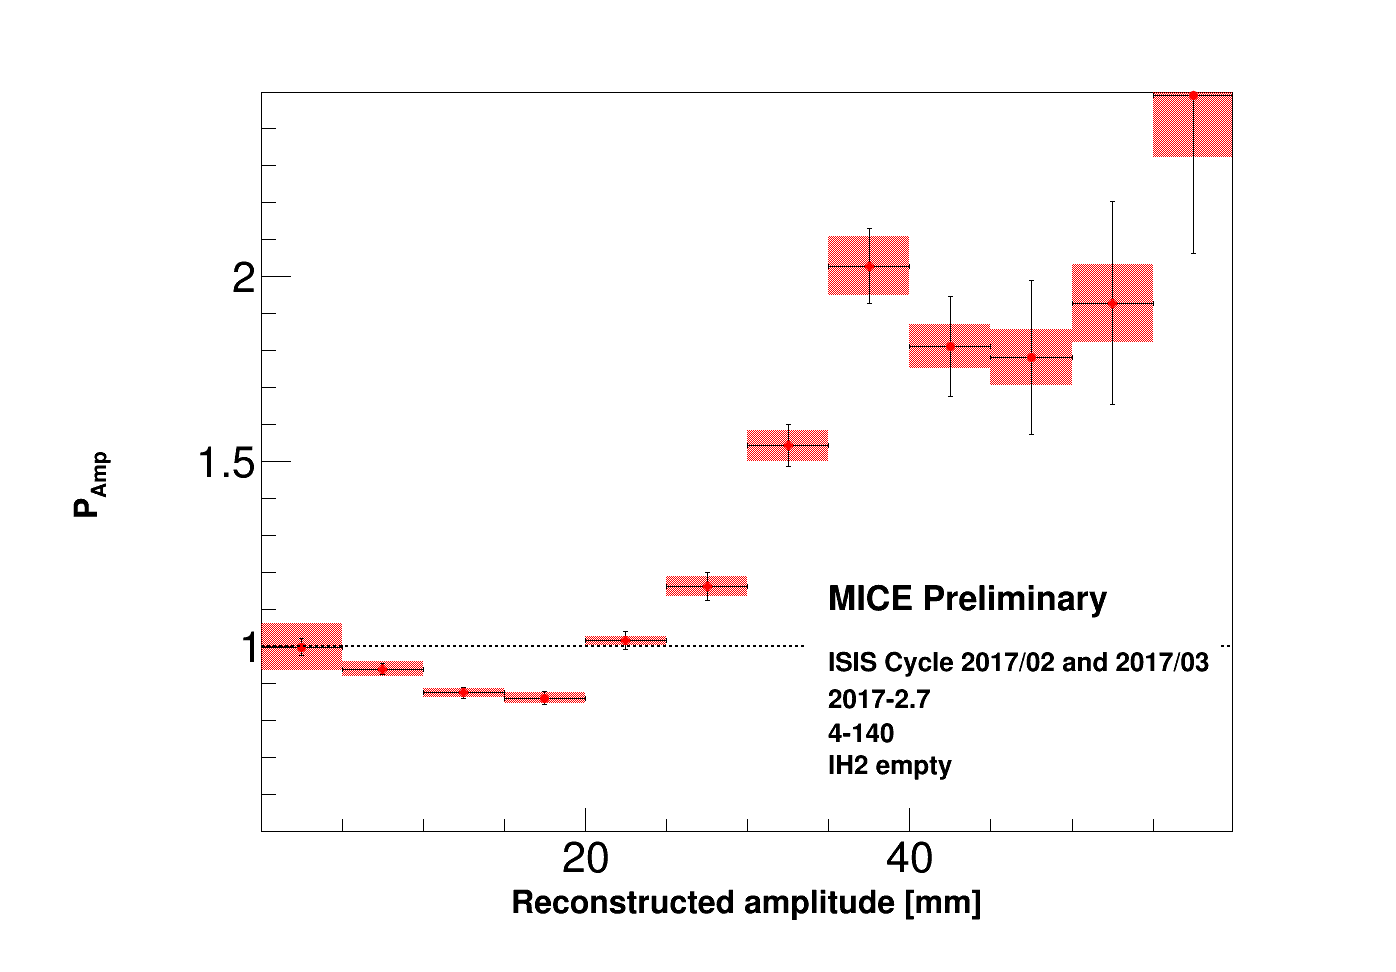 2
1.5
1
20
40
P_Amp
Reconstructed amplitude [mm]
MICE Preliminary
ISIS Cycle 2017/02 and 2017/03
2017-2.7
4-140
IH2 empty